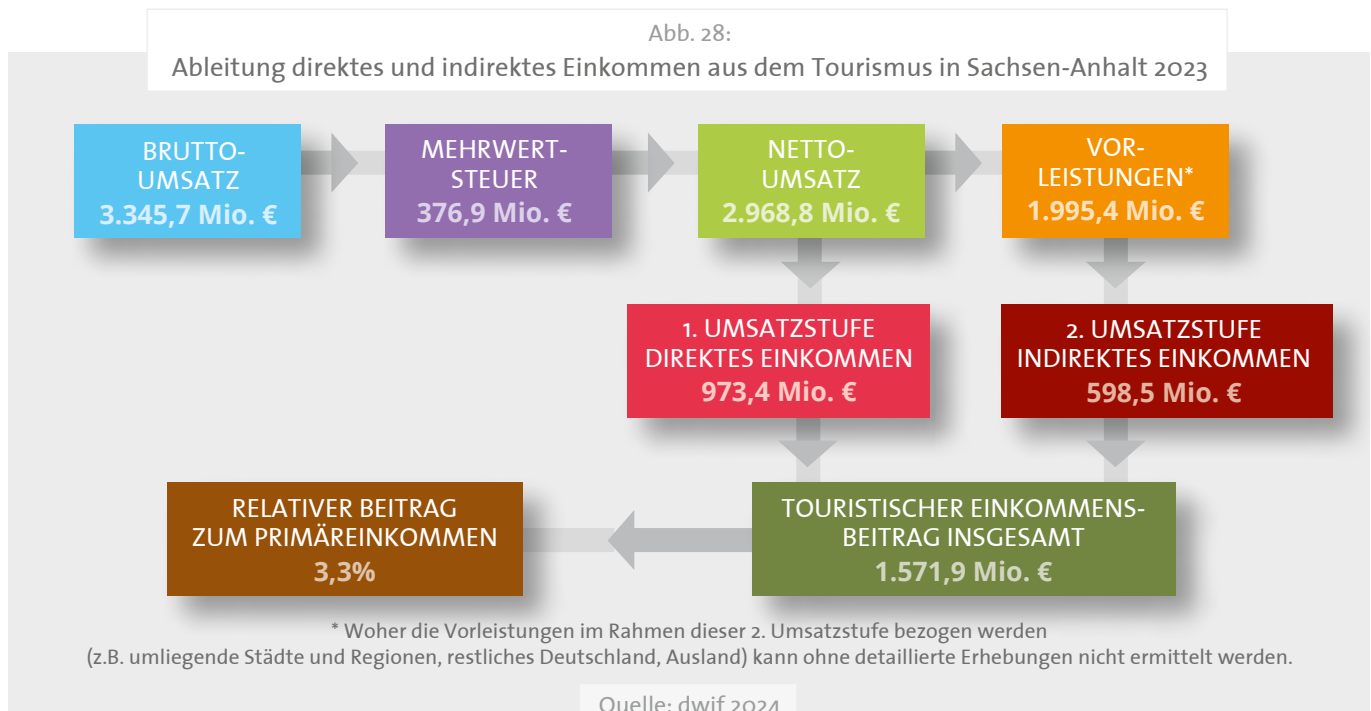 Abb. 28:
Ableitung direktes und indirektes Einkommen aus dem Tourismus in Sachsen-Anhalt 2023
BRUTTO-
UMSATZ
3.345,7 Mio. €
MEHRWERT-
STEUER
376,9 Mio. €
NETTO-
UMSATZ
2.968,8 Mio. €
VOR-
LEISTUNGEN*
1.995,4 Mio. €
1. UMSATZSTUFE
DIREKTES EINKOMMEN
973,4 Mio. €
2. UMSATZSTUFE
INDIREKTES EINKOMMEN
598,5 Mio. €
RELATIVER BEITRAG
ZUM PRIMÄREINKOMMEN
3,3%
TOURISTISCHER EINKOMMENS-
BEITRAG INSGESAMT
1.571,9 Mio. €
* Woher die Vorleistungen im Rahmen dieser 2. Umsatzstufe bezogen werden
(z.B. umliegende Städte und Regionen, restliches Deutschland, Ausland) kann ohne detaillierte Erhebungen nicht ermittelt werden.
Quelle: dwif 2024